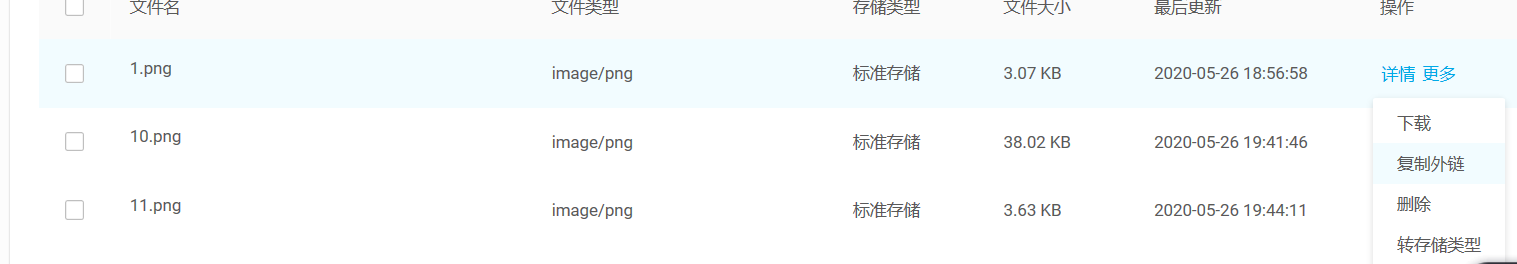 文件名 文件类型 存储类型 文件大小 最后更新 操作
1.png image/png 标准存储 3.07 KB 2020-05-26 18:56:58 详情 更多
下载
10.png image/png 标准存储 38.02 KB 2020-05-26 19:41:46
复制外链
11.png image/png 标准存储 3.63 KB 2020-05-26 19:44:11
删除
转存储类型